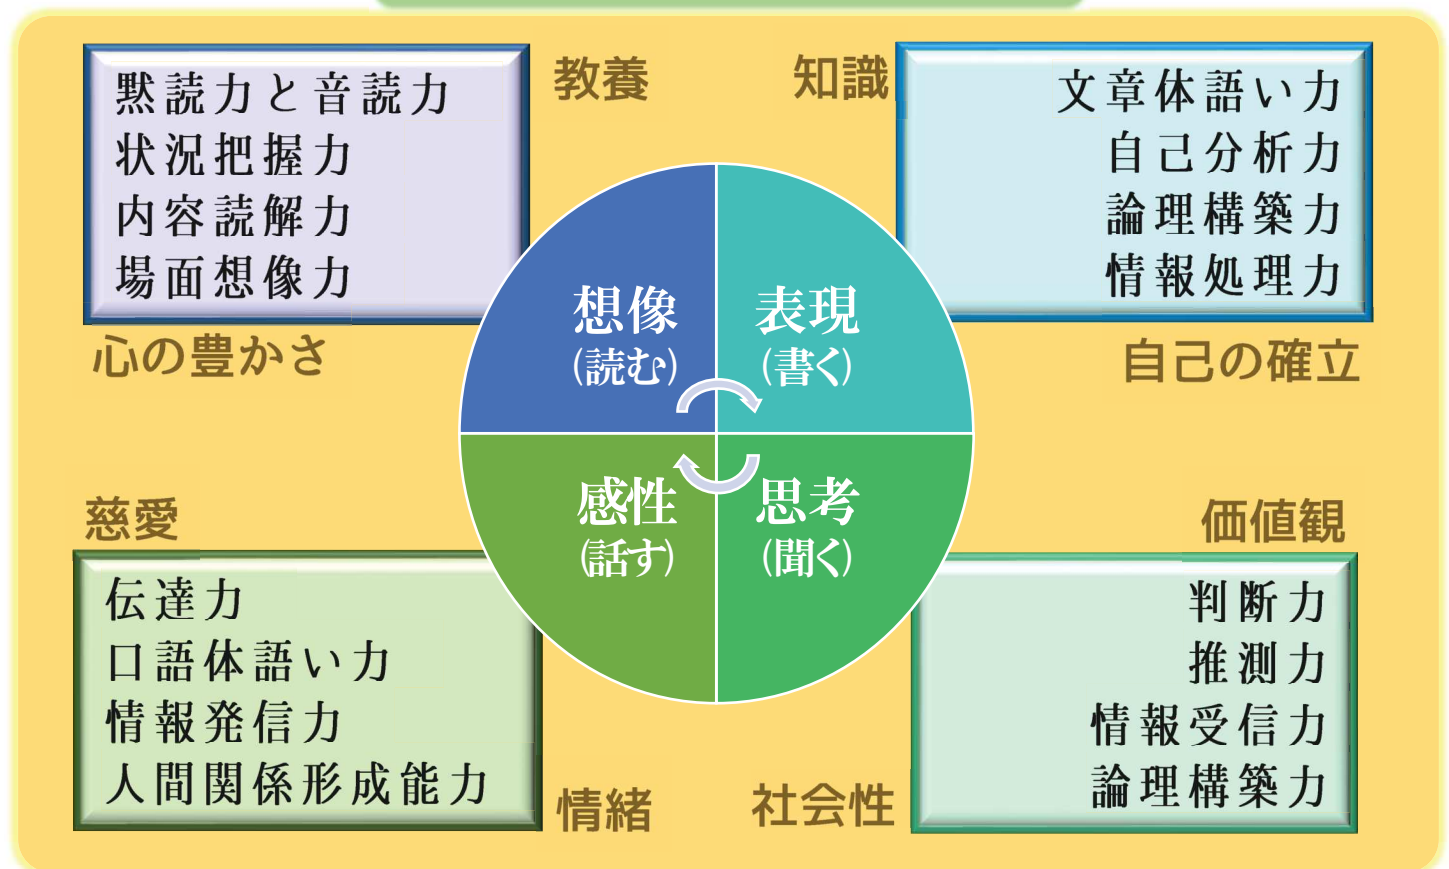 教養
黙読力と音読力
状況把握力
内容読解力
場面想像力
心の豊かさ
知識
文章体語い力
自己分析力
論理構築力
情報処理力
自己の確立
想像
(読む)
表現
(書く)
感性
(話す)
思考
(聞く)
慈愛
伝達力
口語体語い力
情報発信力
人間関係形成能力
情緒
価値観
判断力
推測力
情報受信力
論理構築力
社会性